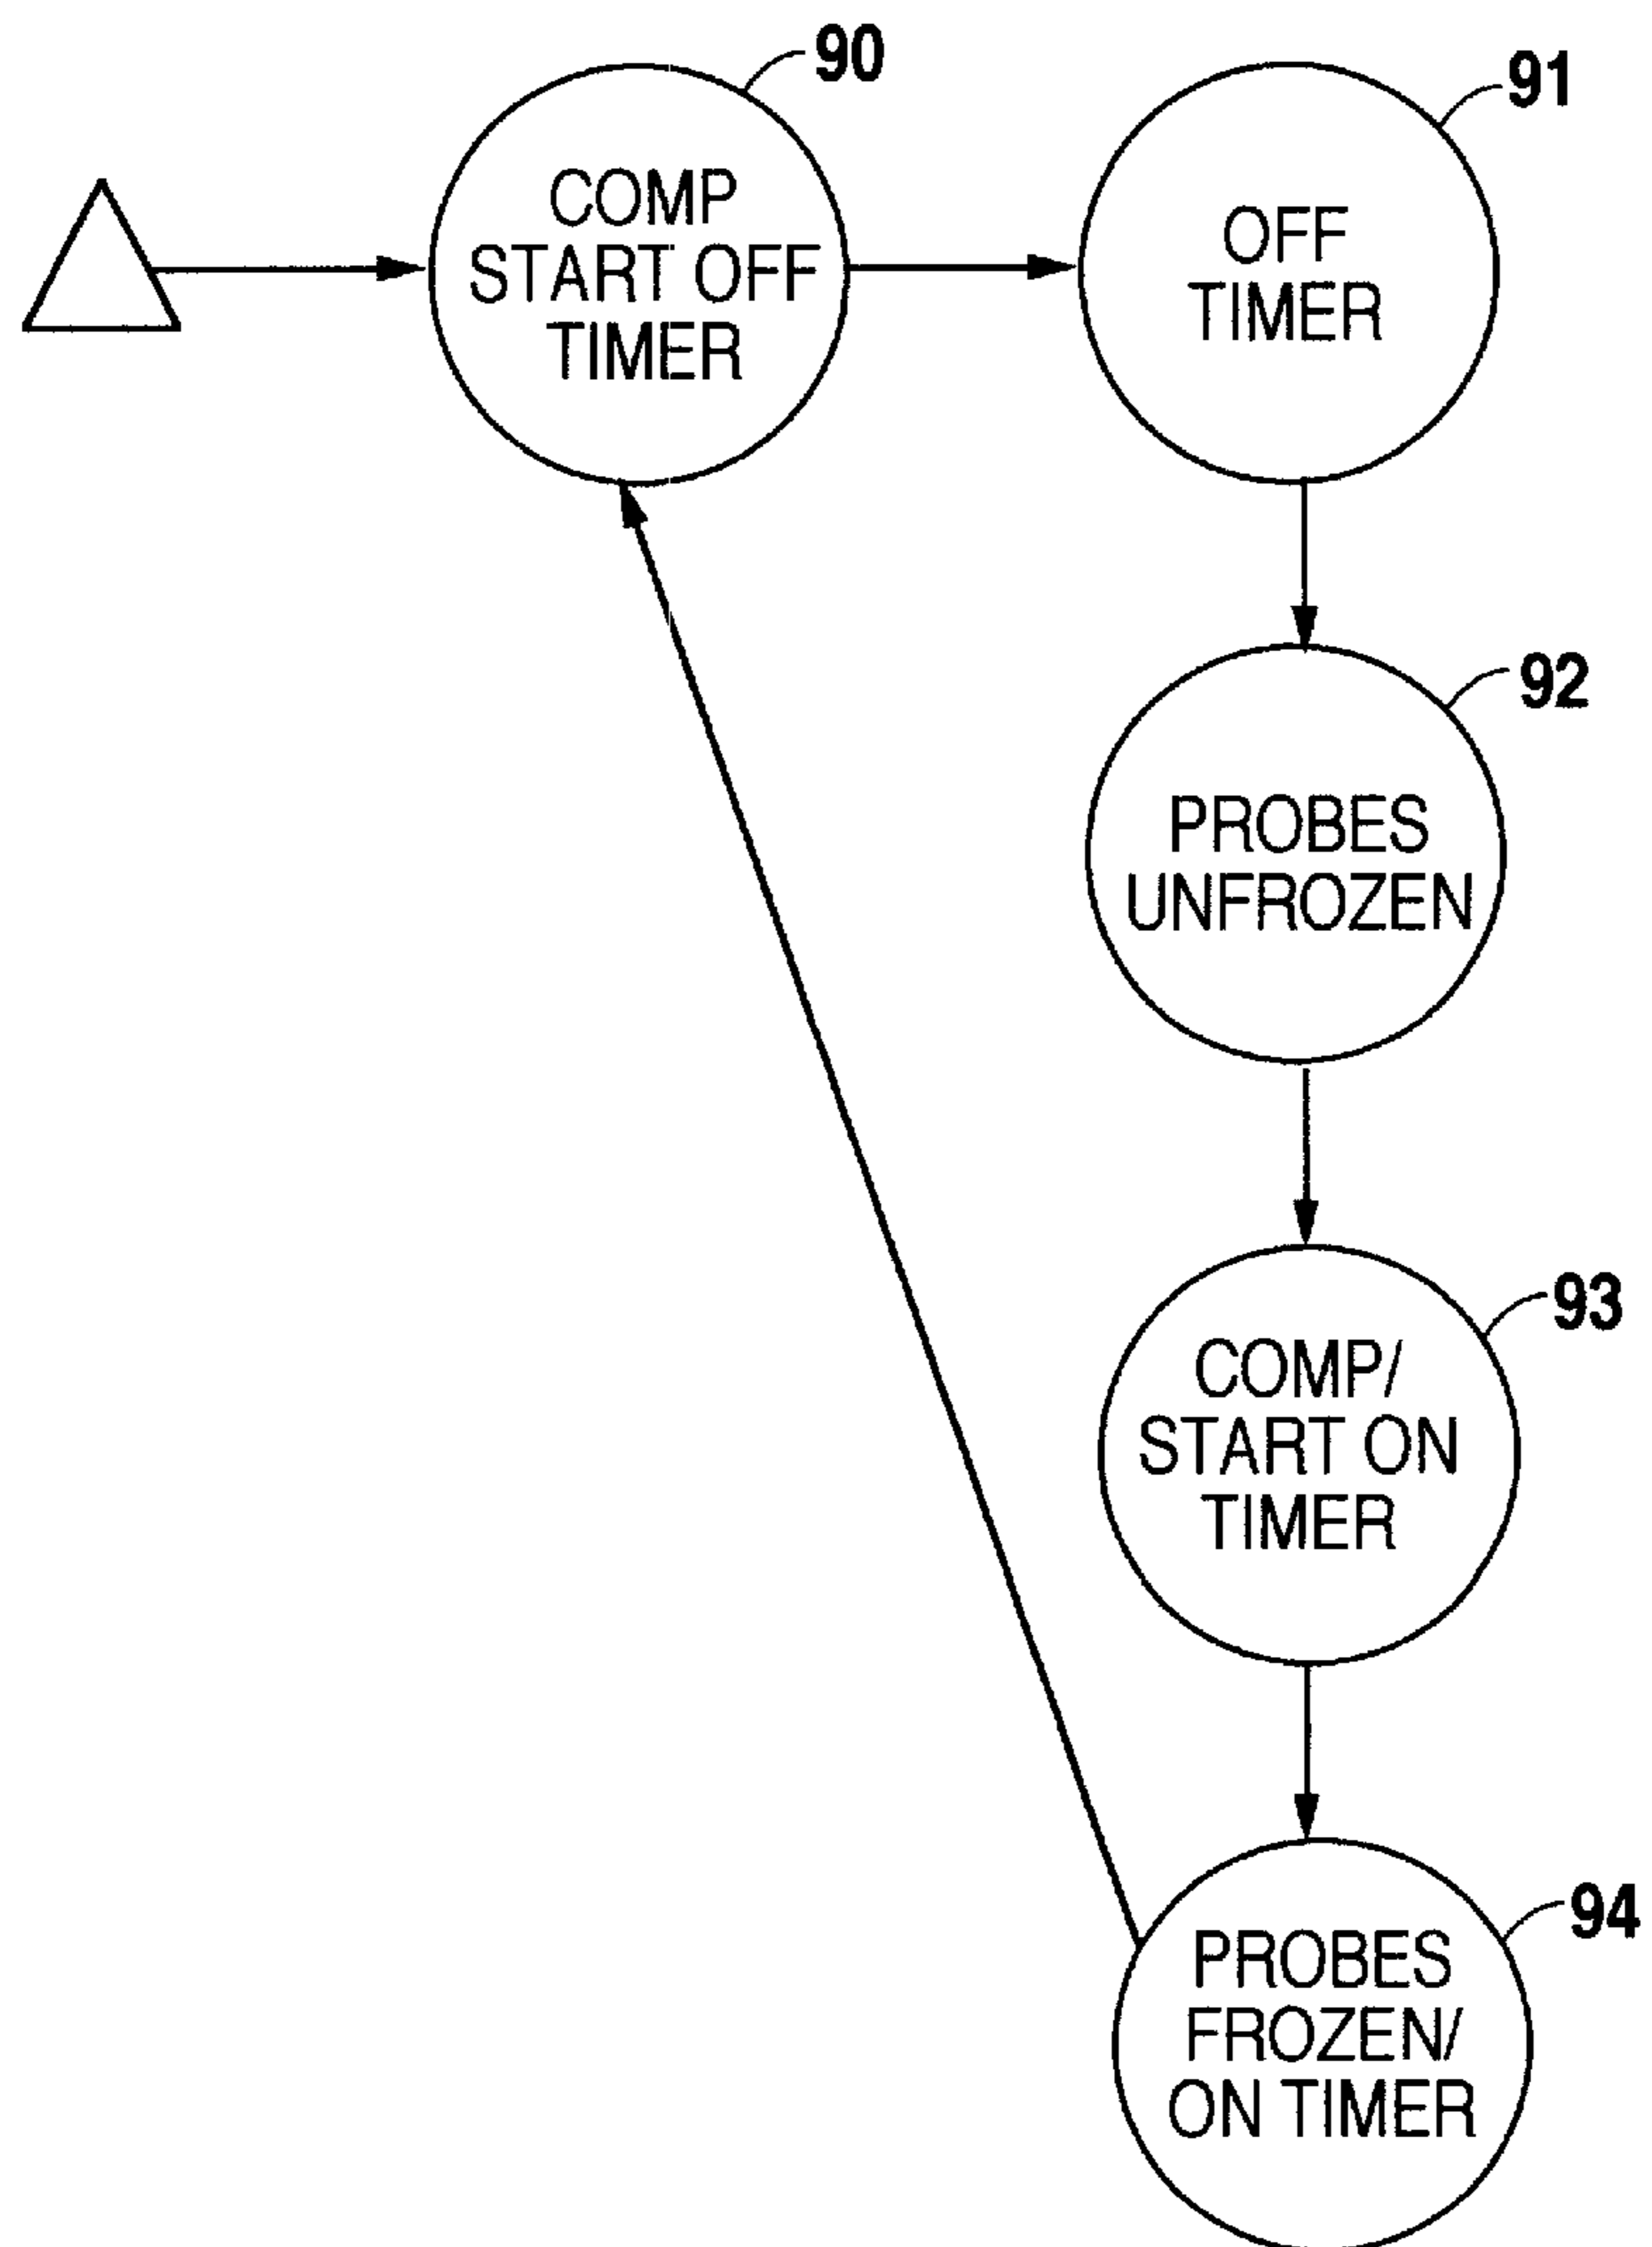 90
COMP
START OFF
TIMER
91
OFF
TIMER
92
PROBES
UNFROZEN
93
COMP/
START ON
TIMER
94
PROBES
FROZEN/
ON TIMER